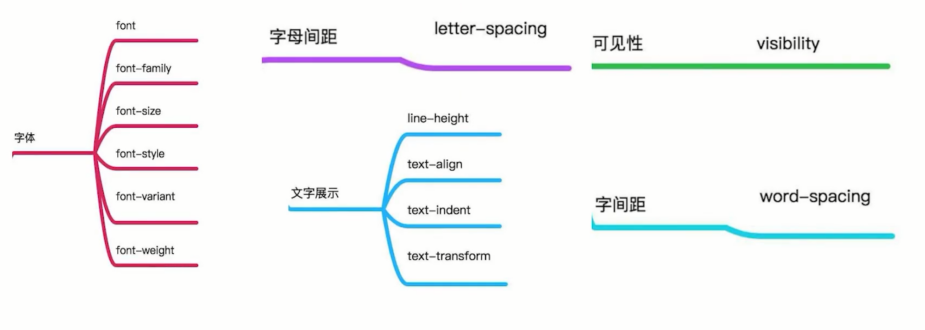 字体
font
font-family
font-size
font-style
font-variant
font-weight
字母间距
letter-spacing
文字展示
line-height
text-align
text-indent
text-transform
可见性
visibility
字间距
word-spacing